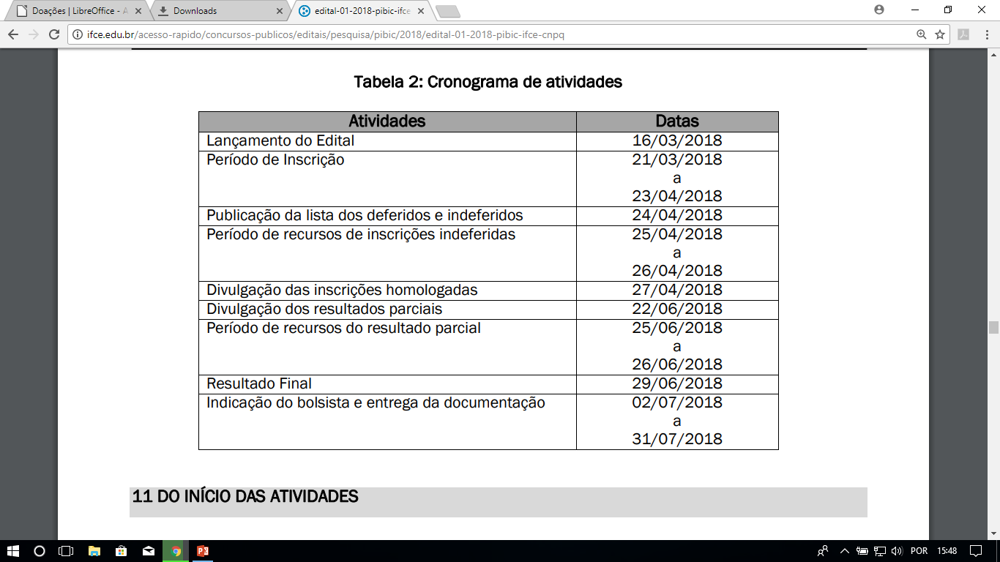 Doações | LibreOffice - A
Downloads
edital-01-2018-pibic-ifce
ifce.edu.br/acesso-rapido/concursos-publicos/editais/pesquisa/pibic/2018/edital-01-2018-pibic-ifce-cnpq
Tabela 2: Cronograma de atividades
Atividades Datas
Lançamento do Edital 16/03/2018
Período de Inscrição 21/03/2018
a
23/04/2018
Publicação da lista dos deferidos e indeferidos 24/04/2018
Período de recursos de inscrições indeferidas 25/04/2018
a
26/04/2018
Divulgação das inscrições homologadas 27/04/2018
Divulgação dos resultados parciais 22/06/2018
Período de recursos do resultado parcial 25/06/2018
a
26/06/2018
Resultado Final 29/06/2018
Indicação do bolsista e entrega da documentação 02/07/2018
a
31/07/2018
11 DO INÍCIO DAS ATIVIDADES
POR 15:48